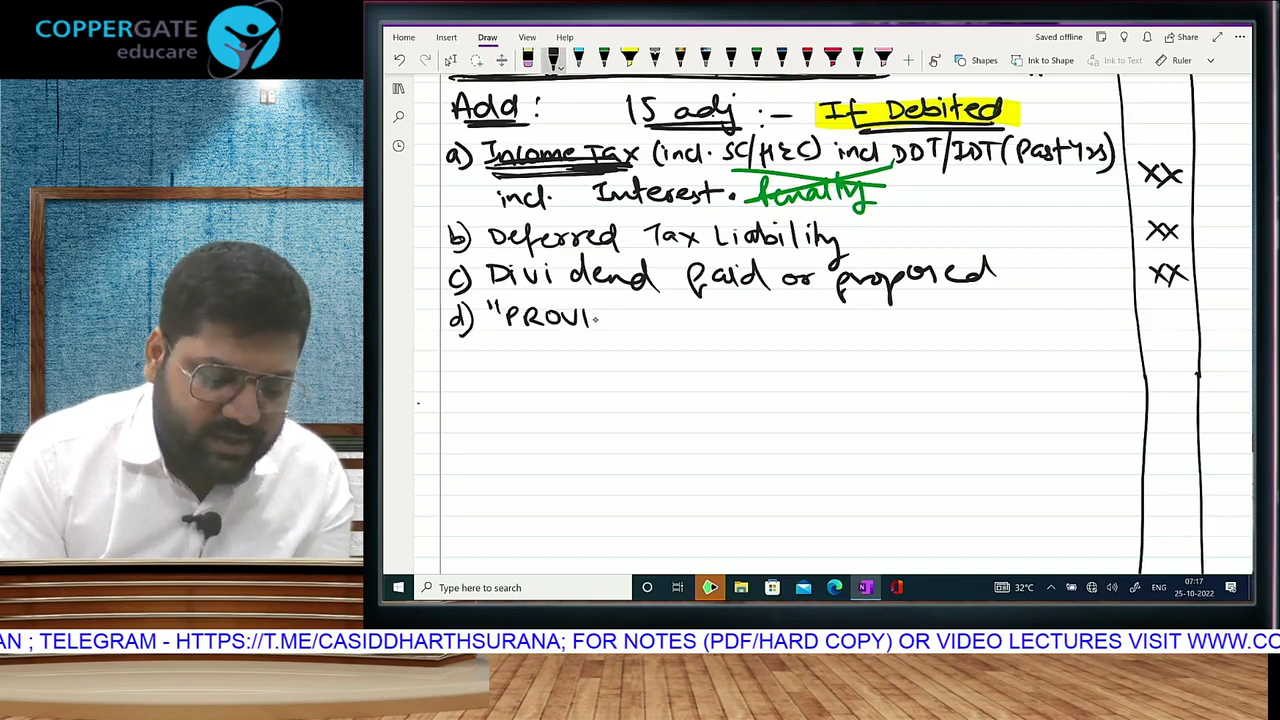 COPPERGATE
educare
Home Insert Draw View Help
Saved offline
Share
Shapes Ink to Shape Ink to Text Ruler
Add: 15 adj :- If Debited
a) Income Tax (incl. SC/HEC) incl DDT/IDT (Past Yrs) XX
incl. Interest. Penalty
b) Deferred Tax Liability XX
c) Dividend paid or proposed XX
d) "PROVI
Type here to search
32°C ENG 07:17
25-10-2022
AN ; TELEGRAM - HTTPS://T.ME/CASIDDHARTHSURANA; FOR NOTES (PDF/HARD COPY) OR VIDEO LECTURES VISIT WWW.CO